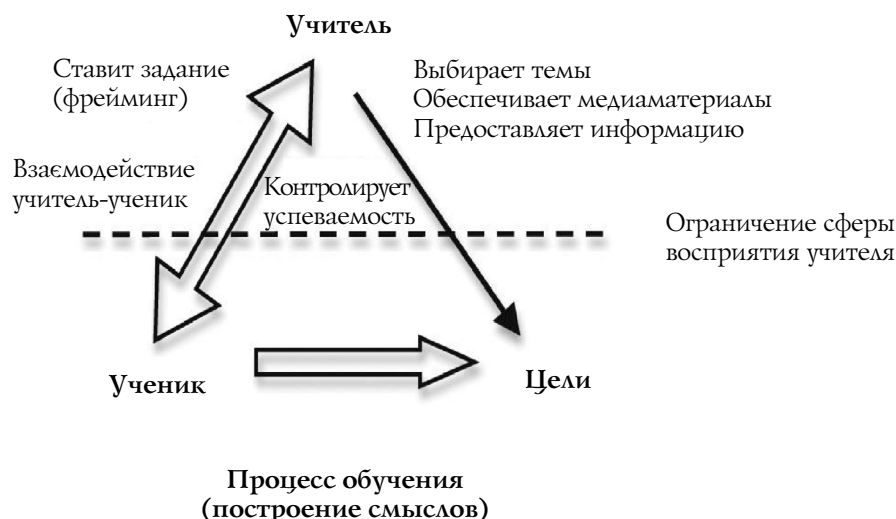 Учитель
Ставит задание
(фрейминг)
Выбирает темы
Обеспечивает медиаматериалы
Предоставляет информацию
Взаємодействие
учитель-ученик
Контролирует
успеваемость
Ограничение сферы
восприятия учителя
Ученик
Цели
Процесс обучения
(построение смыслов)